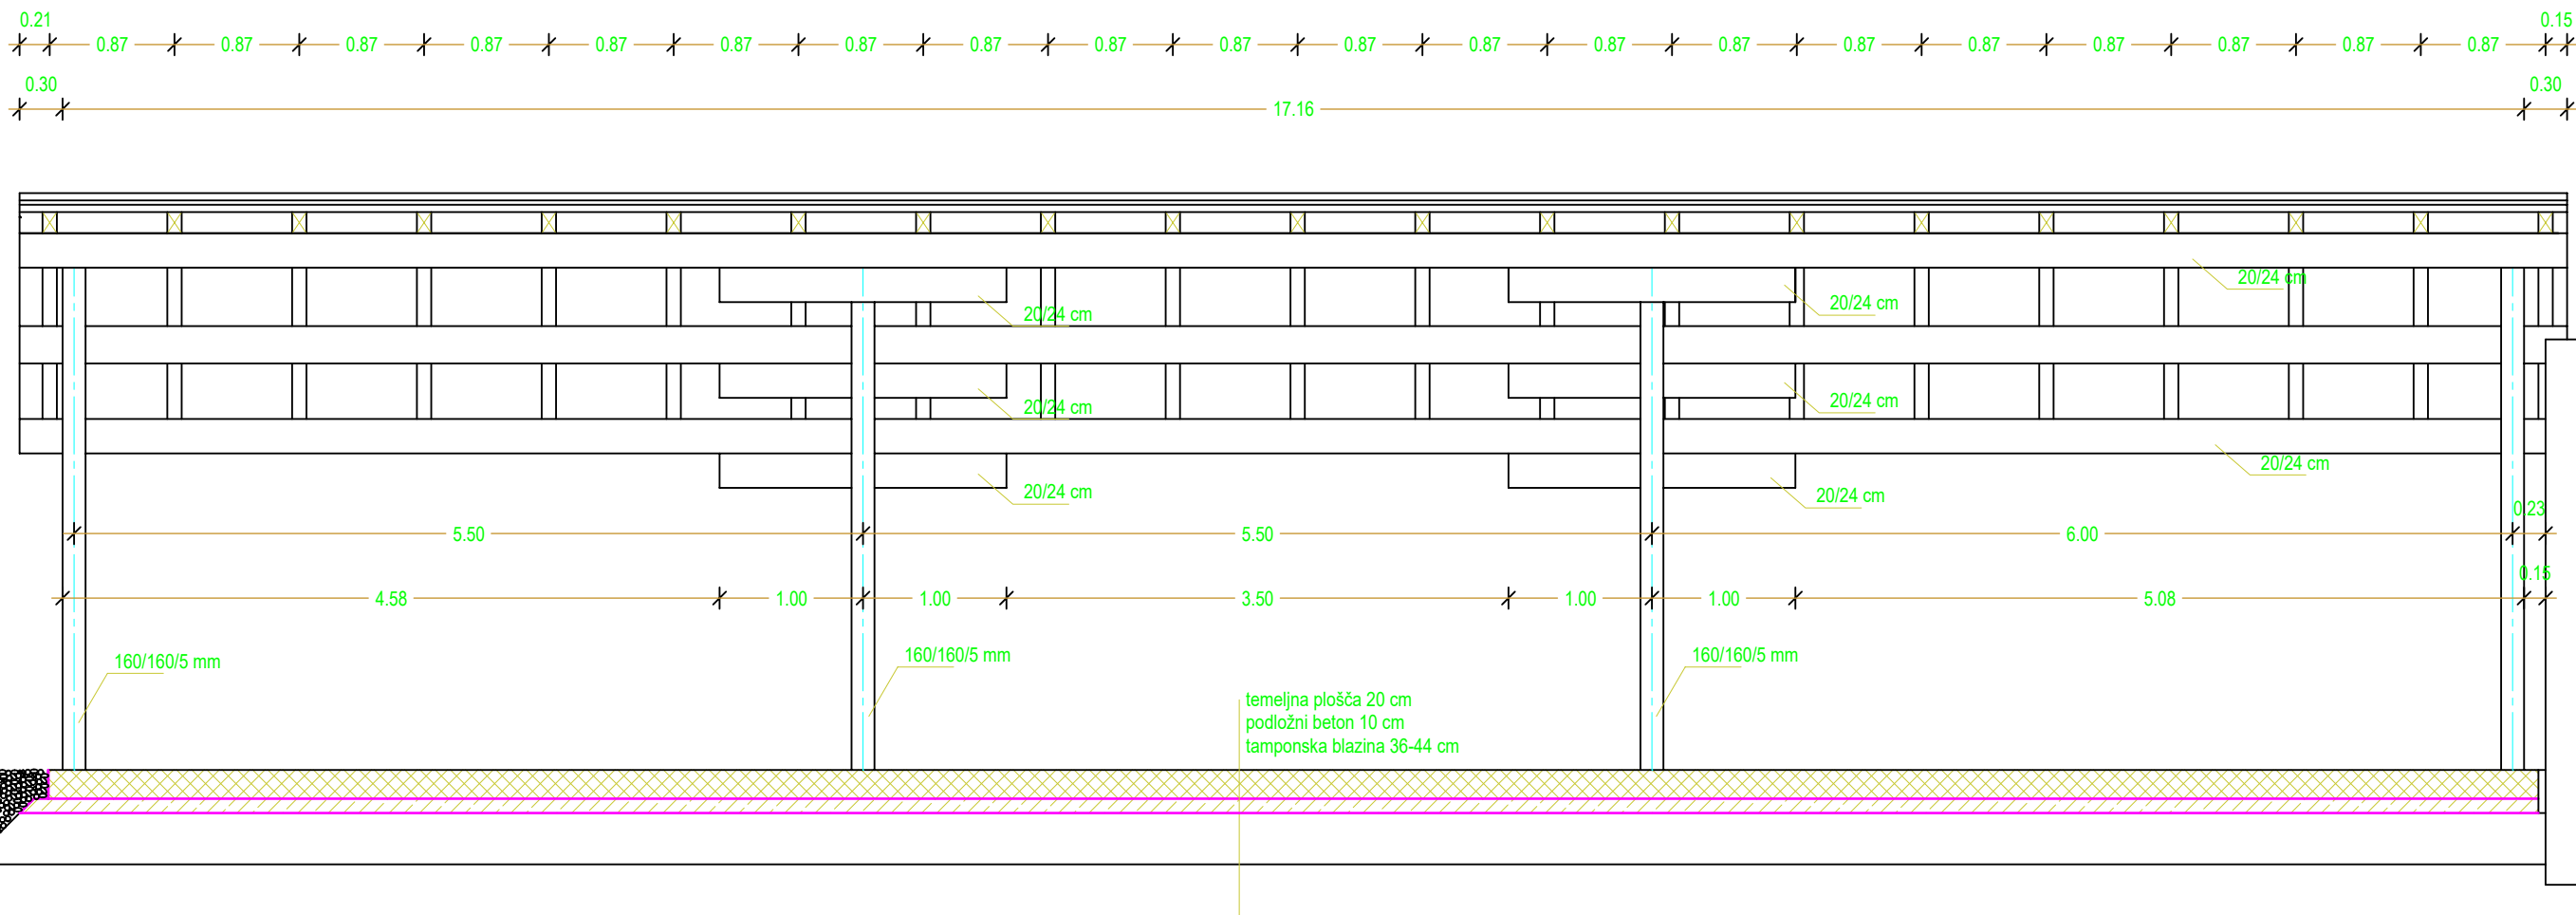 0.21 0.15
0.87 0.87 0.87 0.87 0.87 0.87 0.87 0.87 0.87 0.87 0.87 0.87 0.87 0.87 0.87 0.87 0.87 0.87 0.87 0.87
0.30 0.30
17.16
20/24 cm
20/24 cm 20/24 cm
20/24 cm 20/24 cm
20/24 cm
20/24 cm 20/24 cm
0.23
5.50 5.50 6.00
0.15
4.58 1.00 1.00 3.50 1.00 1.00 5.08
160/160/5 mm 160/160/5 mm 160/160/5 mm
temeljna plošča 20 cm
podložni beton 10 cm
tamponska blazina 36-44 cm